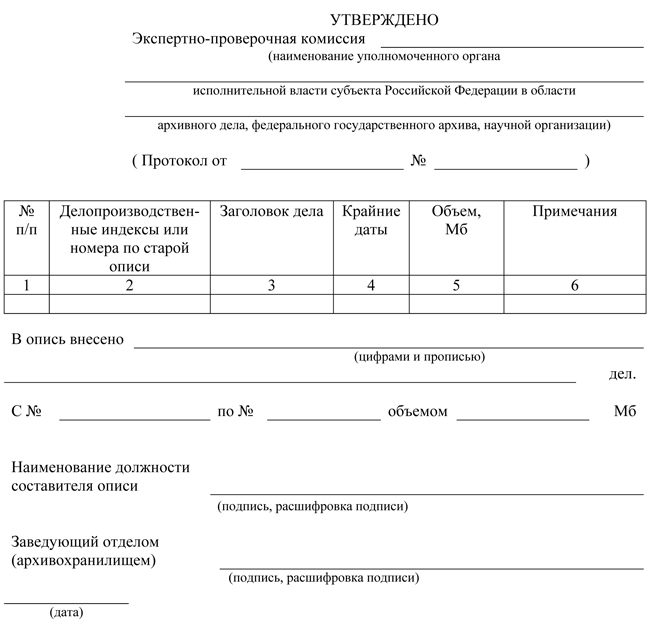 УТВЕРЖДЕНО
Экспертно-проверочная комиссия
(наименование уполномоченного органа
исполнительной власти субъекта Российской Федерации в области
архивного дела, федерального государственного архива, научной организации)
( Протокол от № )
№ п/п
Делопроизводствен-
ные индексы или
номера по старой
описи
Заголовок дела
Крайние
даты
Объем,
Мб
Примечания
1 2 3 4 5 6
В опись внесено
(цифрами и прописью)
дел.
С № по № объемом Мб
Наименование должности
составителя описи
(подпись, расшифровка подписи)
Заведующий отделом
(архивохранилищем)
(подпись, расшифровка подписи)
(дата)